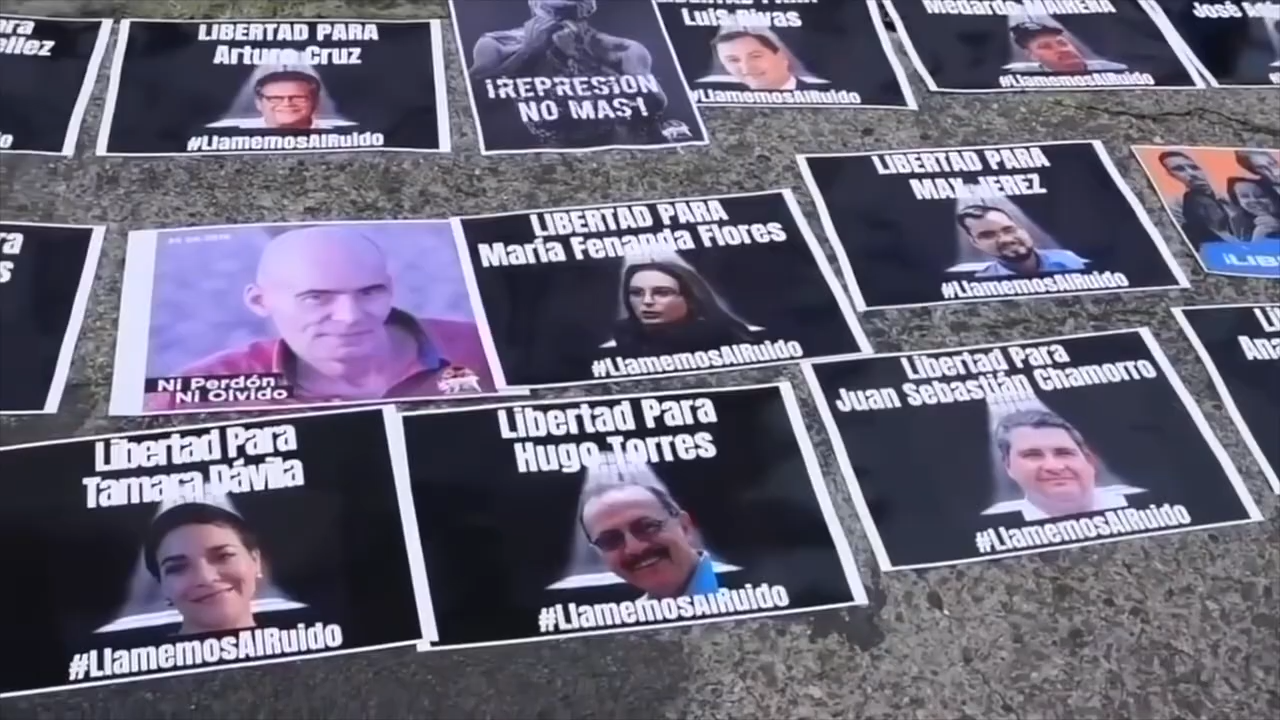 LIBERTAD PARA
Arturo Cruz
#LlamemosAlRuido
¡REPRESIÓN
NO MAS!
Luis Rivas
#LlamemosAlRuido
Medardo MAIRENA
#LlamemosAlRuido
José
LIBERTAD PARA
MAX JEREZ
#LlamemosAlRuido
Ni Perdón
Ni Olvido
LIBERTAD PARA
María Fenanda Flores
#LlamemosAlRuido
Libertad Para
Tamara Dávila
#LlamemosAlRuido
Libertad Para
Hugo Torres
#LlamemosAlRuido
Libertad Para
Juan Sebastián Chamorro
#LlamemosAlRuido